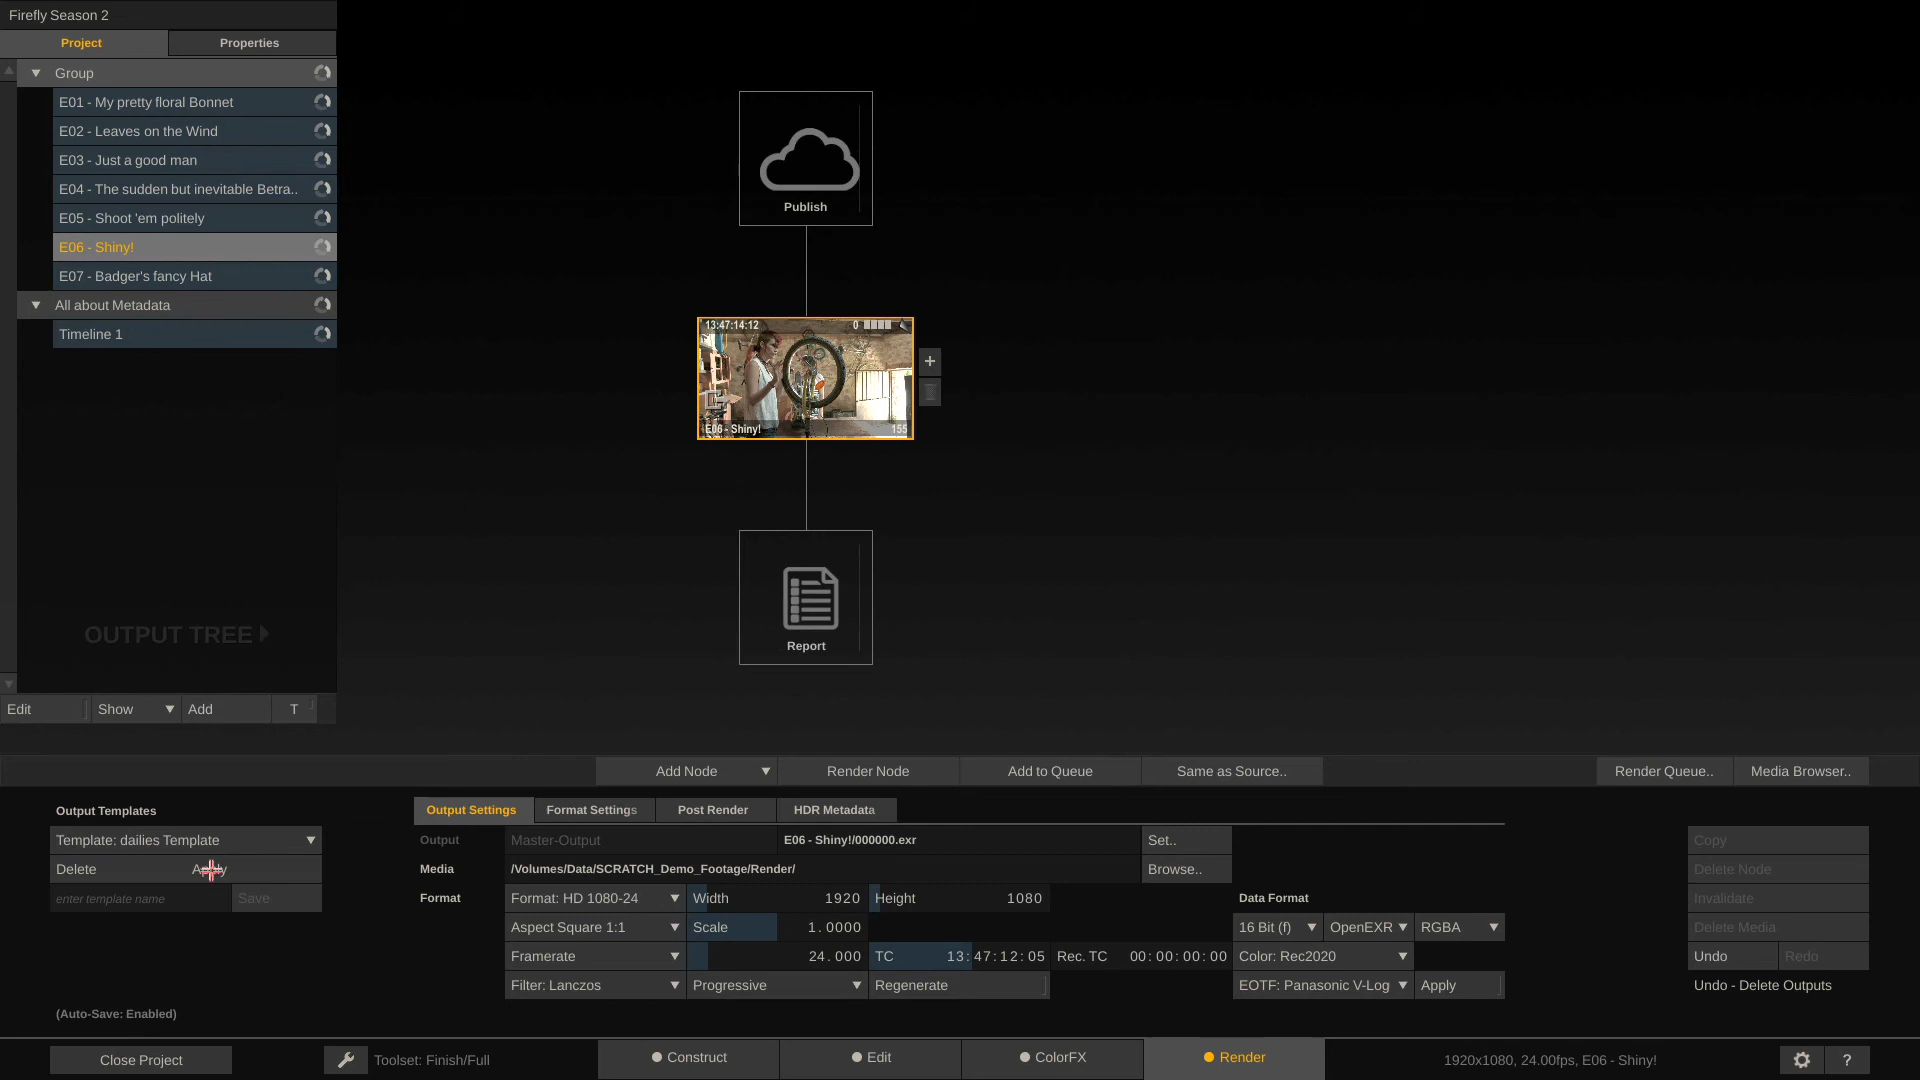 Firefly Season 2
Project
Properties
Group
E01 - My pretty floral Bonnet
E02 - Leaves on the Wind
E03 - Just a good man
E04 - The sudden but inevitable Betra..
E05 - Shoot 'em politely
E06 - Shiny!
E07 - Badger's fancy Hat
All about Metadata
Timeline 1
OUTPUT TREE
Edit
Show
Add
T
Publish
13:47:14:12
0
E06 - Shiny!
155
+
Report
Add Node
Render Node
Add to Queue
Same as Source..
Render Queue..
Media Browser..
Output Templates
Template: dailies Template
Delete
Apply
enter template name
Save
(Auto-Save: Enabled)
Output Settings
Format Settings
Post Render
HDR Metadata
Output
Master-Output
E06 - Shiny!/000000.exr
Set..
Media
/Volumes/Data/SCRATCH_Demo_Footage/Render/
Browse..
Format
Format: HD 1080-24
Width
1920
Height
1080
Data Format
Aspect Square 1:1
Scale
1.0000
16 Bit (f)
OpenEXR
RGBA
Framerate
24.000
TC
13:47:12:05
Rec. TC
00:00:00:00
Color: Rec2020
Filter: Lanczos
Progressive
Regenerate
EOTF: Panasonic V-Log
Apply
Copy
Delete Node
Invalidate
Delete Media
Undo
Redo
Undo - Delete Outputs
Close Project
Toolset: Finish/Full
Construct
Edit
ColorFX
Render
1920x1080, 24.00fps, E06 - Shiny!
?